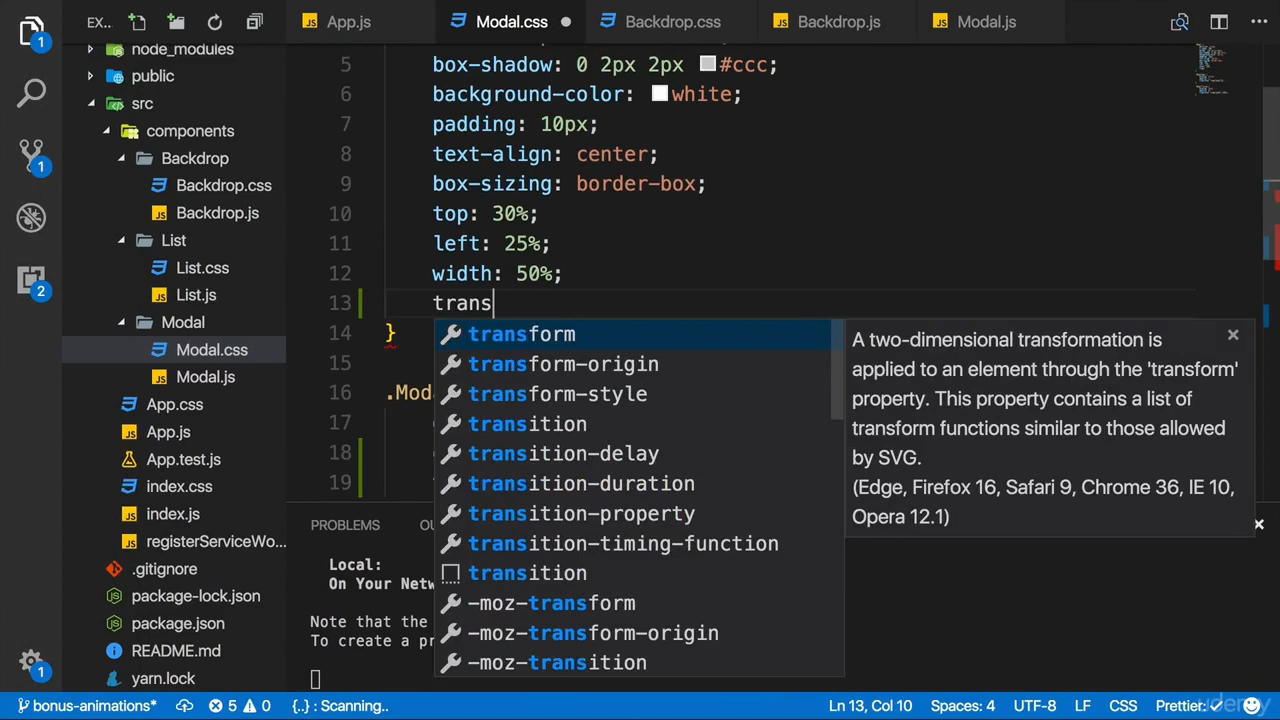 EX...
App.js
Modal.css
Backdrop.css
Backdrop.js
Modal.js
node_modules
public
src
components
Backdrop
Backdrop.css
Backdrop.js
List
List.css
List.js
Modal
Modal.css
Modal.js
App.css
App.js
App.test.js
index.css
index.js
registerServiceWo...
.gitignore
package-lock.json
package.json
README.md
yarn.lock
1
1
2
1
5 box-shadow: 0 2px 2px #ccc;
6 background-color: white;
7 padding: 10px;
8 text-align: center;
9 box-sizing: border-box;
10 top: 30%;
11 left: 25%;
12 width: 50%;
13 trans
14 }
15
16 .Mod
17
18
19
transform
transform-origin
transform-style
transition
transition-delay
transition-duration
transition-property
transition-timing-function
transition
-moz-transform
-moz-transform-origin
-moz-transition
A two-dimensional transformation is
applied to an element through the 'transform'
property. This property contains a list of
transform functions similar to those allowed
by SVG.
(Edge, Firefox 16, Safari 9, Chrome 36, IE 10,
Opera 12.1)
PROBLEMS OU
Local:
On Your Netw
Note that the
To create a pr
bonus-animations* 5 0 {..} : Scanning.. Ln 13, Col 10 Spaces: 4 UTF-8 LF CSS Prettier: ✓
udemy